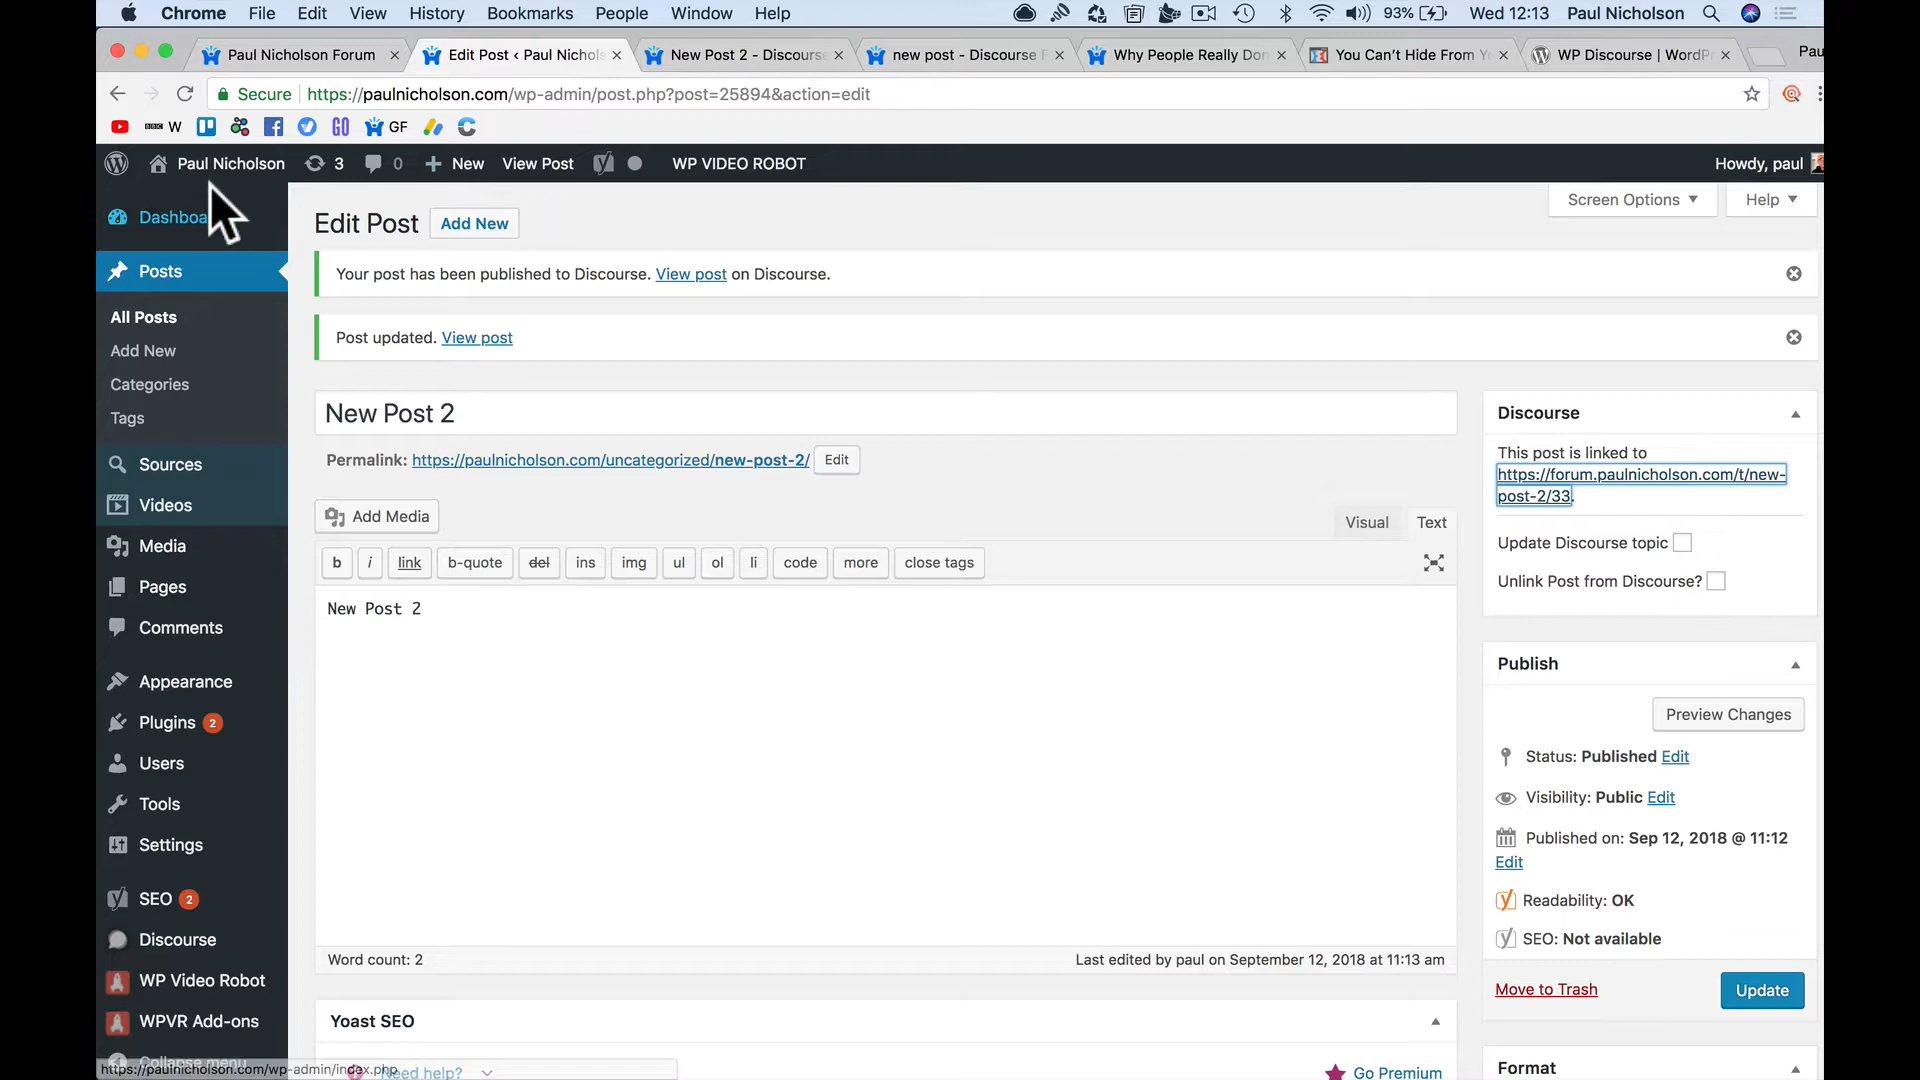 Chrome File Edit View History Bookmarks People Window Help 93% Wed 12:13 Paul Nicholson
Paul Nicholson Forum Edit Post ‹ Paul Nichols New Post 2 - Discourse new post - Discourse F Why People Really Don You Can't Hide From Yo WP Discourse | WordPr Pau
Secure https://paulnicholson.com/wp-admin/post.php?post=25894&action=edit
BBC W GO GF
Paul Nicholson 3 0 New View Post WP VIDEO ROBOT Howdy, paul
Screen Options Help
Dashboa
Edit Post Add New
Posts
Your post has been published to Discourse. View post on Discourse.
All Posts
Post updated. View post
Add New
Categories
Tags
New Post 2
Permalink: https://paulnicholson.com/uncategorized/new-post-2/ Edit
Sources
Videos
Media
Pages
Comments
Appearance
Plugins 2
Users
Tools
Settings
SEO 2
Discourse
WP Video Robot
WPVR Add-ons
Collapse menu
https://paulnicholson.com/wp-admin/index.php
Add Media
Visual Text
b i link b-quote del ins img ul ol li code more close tags
New Post 2
Word count: 2 Last edited by paul on September 12, 2018 at 11:13 am
Yoast SEO
Need help?
Go Premium
Discourse
This post is linked to
https://forum.paulnicholson.com/t/new-
post-2/33.
Update Discourse topic
Unlink Post from Discourse?
Publish
Preview Changes
Status: Published Edit
Visibility: Public Edit
Published on: Sep 12, 2018 @ 11:12
Edit
Readability: OK
SEO: Not available
Move to Trash Update
Format